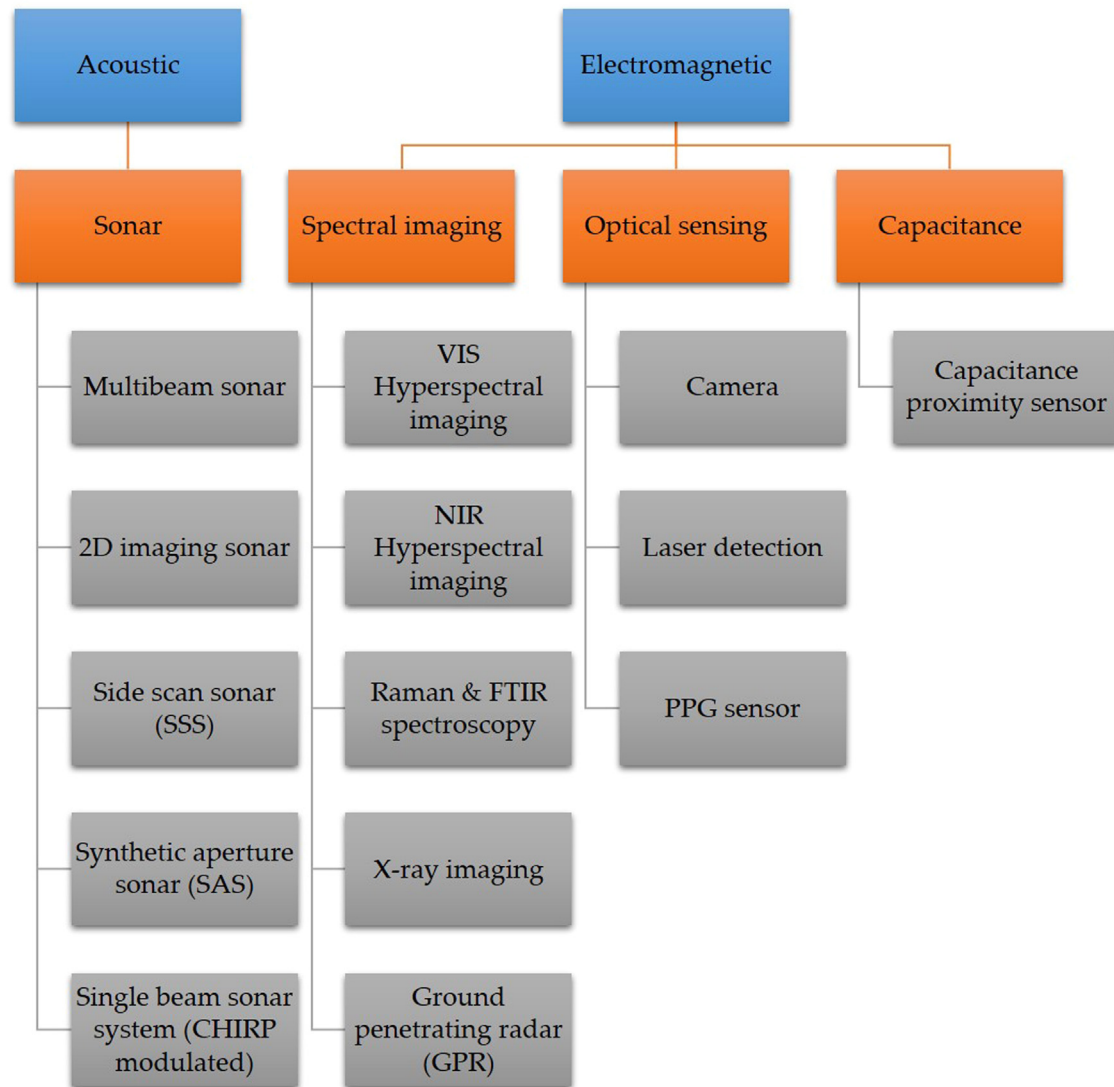 Acoustic
Electromagnetic
Sonar
Spectral imaging
Optical sensing
Capacitance
Multibeam sonar
2D imaging sonar
Side scan sonar
(SSS)
Synthetic aperture
sonar (SAS)
Single beam sonar
system (CHIRP
modulated)
VIS
Hyperspectral
imaging
NIR
Hyperspectral
imaging
Raman & FTIR
spectroscopy
X-ray imaging
Ground
penetrating radar
(GPR)
Camera
Laser detection
PPG sensor
Capacitance
proximity sensor